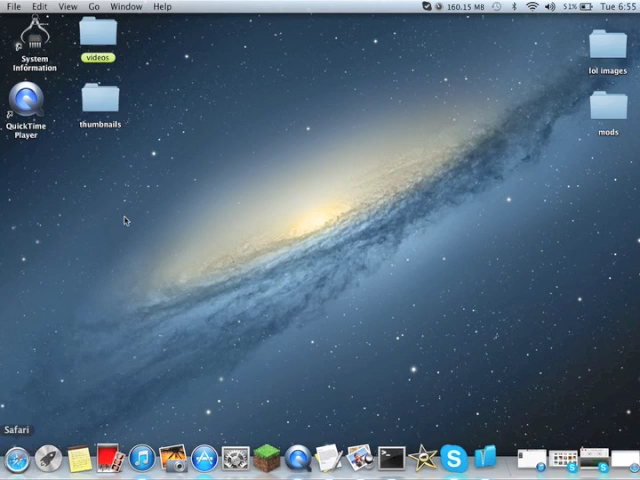 File Edit View Go Window Help 160.15 MB 51% Tue 6:55
System
Information
videos
lol images
QuickTime
Player
thumbnails
mods
Safari